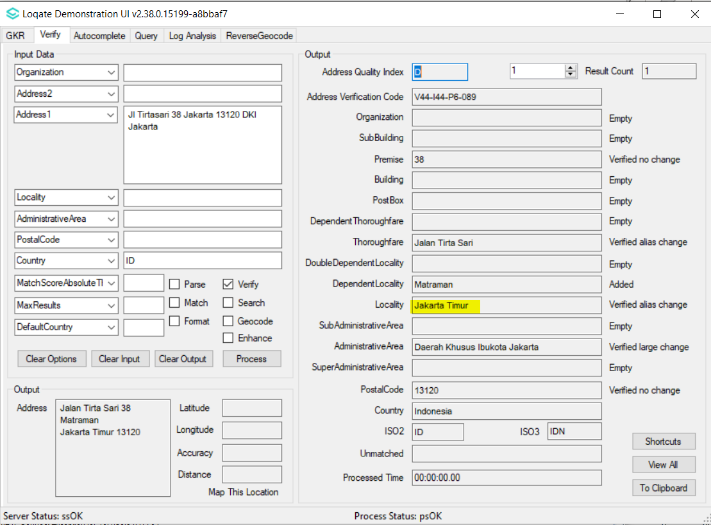 Loqate Demonstration UI v2.38.0.15199-a8bbaf7
GKR Verify Autocomplete Query Log Analysis ReverseGeocode
Input Data
Organization
Address2
Address1 Jl Tirtasari 38 Jakarta 13120 DKI
Jakarta
Locality
AdministrativeArea
PostalCode
Country ID
MatchScoreAbsoluteTl Parse Verify
MaxResults Match Search
DefaultCountry Format Geocode
Enhance
Clear Options Clear Input Clear Output Process
Output
Address Jalan Tirta Sari 38
Matraman
Jakarta Timur 13120
Latitude
Longitude
Accuracy
Distance
Map This Location
Output
Address Quality Index D 1 Result Count 1
Address Verification Code V44-I44-P6-089
Organization Empty
SubBuilding Empty
Premise 38 Verified no change
Building Empty
PostBox Empty
DependentThoroughfare Empty
Thoroughfare Jalan Tirta Sari Verified alias change
DoubleDependentLocality Empty
DependentLocality Matraman Added
Locality Jakarta Timur Verified alias change
SubAdministrativeArea Empty
AdministrativeArea Daerah Khusus Ibukota Jakarta Verified large change
SuperAdministrativeArea Empty
PostalCode 13120 Verified no change
Country Indonesia
ISO2 ID ISO3 IDN
Unmatched
Processed Time 00:00:00.00
Shortcuts
View All
To Clipboard
Server Status: ssOK Process Status: psOK